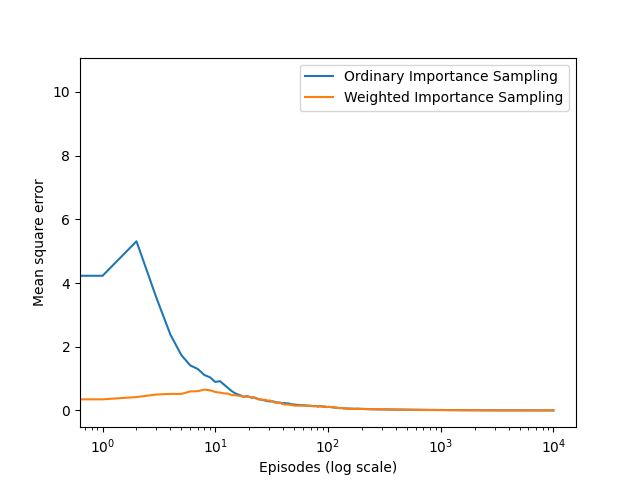 Ordinary Importance Sampling
Weighted Importance Sampling
Mean square error
10
8
6
4
2
0
10^0
10^1
10^2
10^3
10^4
Episodes (log scale)